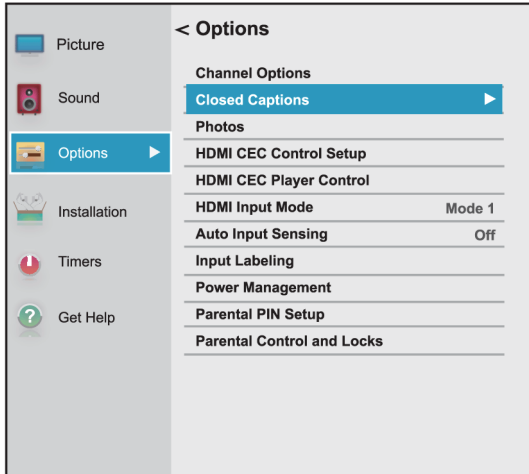 Picture
Sound
Options
Installation
Timers
Get Help
< Options
Channel Options
Closed Captions
Photos
HDMI CEC Control Setup
HDMI CEC Player Control
HDMI Input Mode Mode 1
Auto Input Sensing Off
Input Labeling
Power Management
Parental PIN Setup
Parental Control and Locks